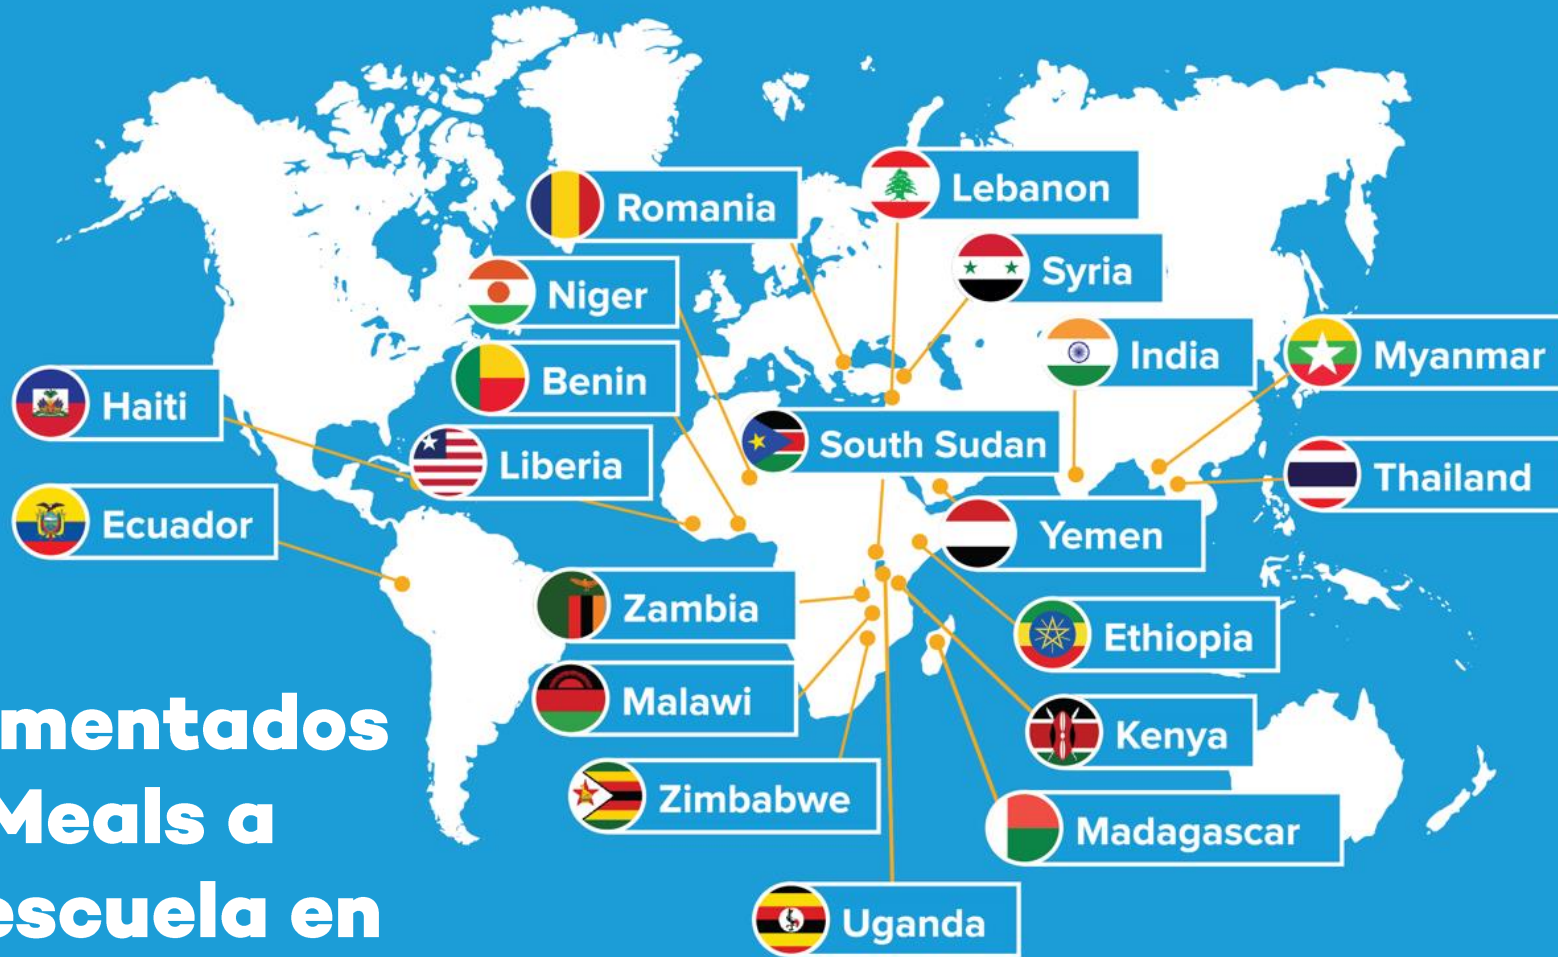 Romania
Lebanon
Niger
Syria
Benin
India
Myanmar
Haiti
South Sudan
Liberia
Thailand
Ecuador
Yemen
Zambia
Ethiopia
Malawi
Kenya
Zimbabwe
Madagascar
Uganda
mentados
Meals a
escuela en